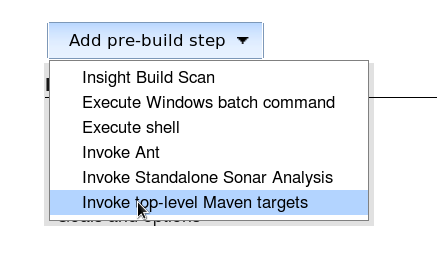 Add pre-build step
Insight Build Scan
Execute Windows batch command
Execute shell
Invoke Ant
Invoke Standalone Sonar Analysis
Invoke top-level Maven targets